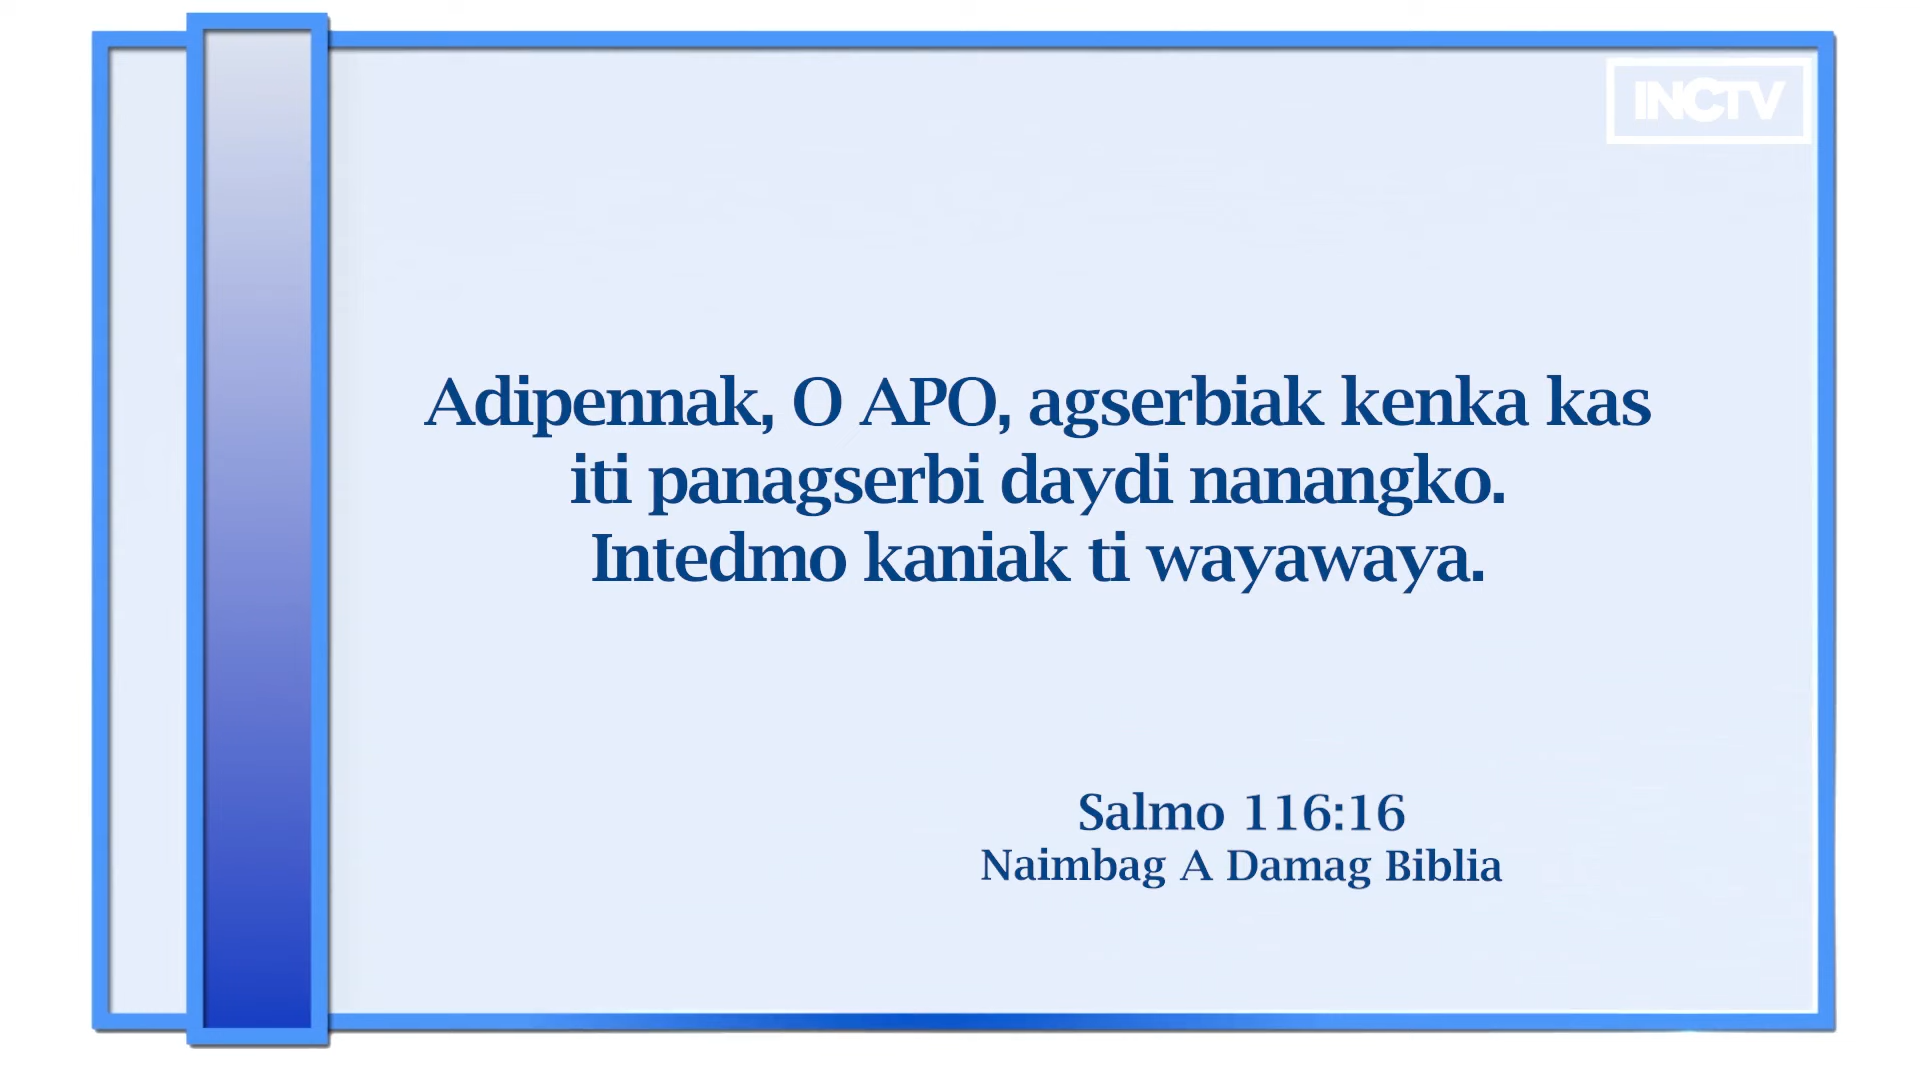 INCTV
Adipennak, O APO, agserbiak kenka kas
iti panagserbi daydi nanangko.
Intedmo kaniak ti wayawaya.
Salmo 116:16
Naimbag A Damag Biblia